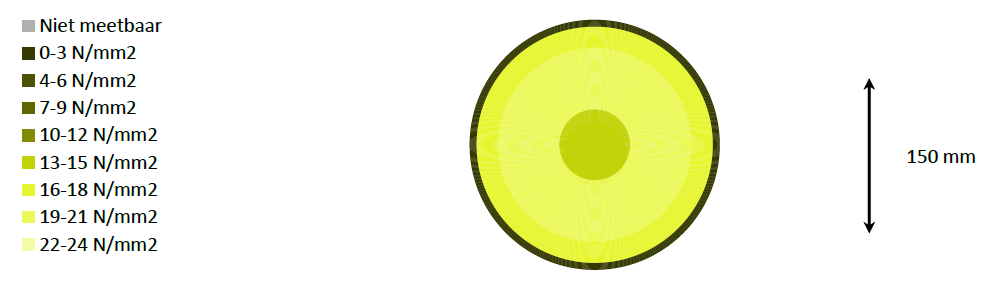 Niet meetbaar
0-3 N/mm2
4-6 N/mm2
7-9 N/mm2
10-12 N/mm2
13-15 N/mm2
16-18 N/mm2
19-21 N/mm2
22-24 N/mm2
150 mm